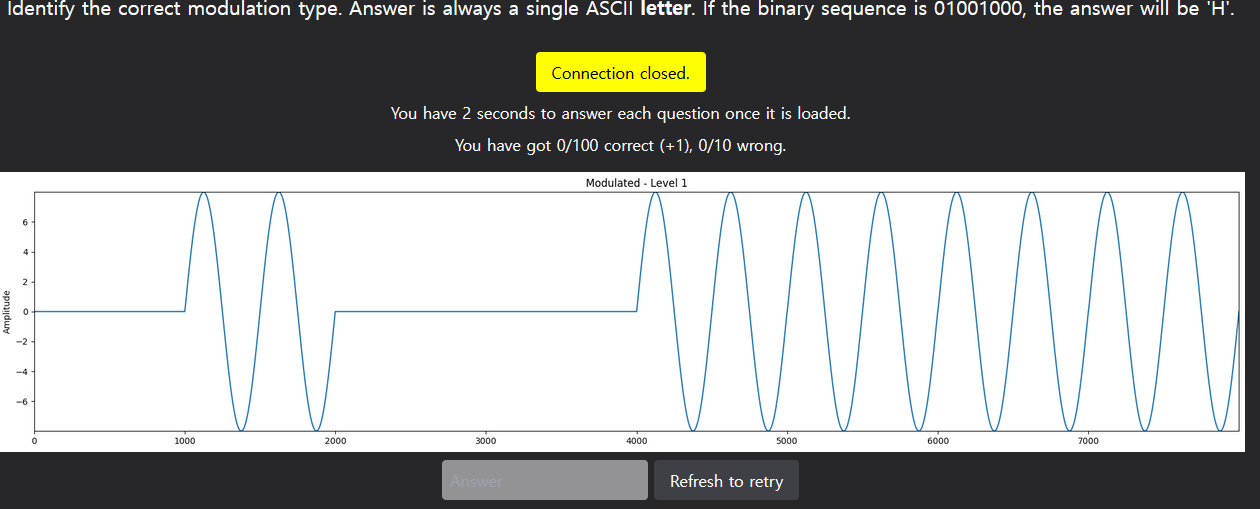 Identify the correct modulation type. Answer is always a single ASCII letter. If the binary sequence is 01001000, the answer will be 'H'.
Connection closed.
You have 2 seconds to answer each question once it is loaded.
You have got 0/100 correct (+1), 0/10 wrong.
Modulated - Level 1
Amplitude
6
4
2
0
−2
−4
−6
0 1000 2000 3000 4000 5000 6000 7000
Answer
Refresh to retry